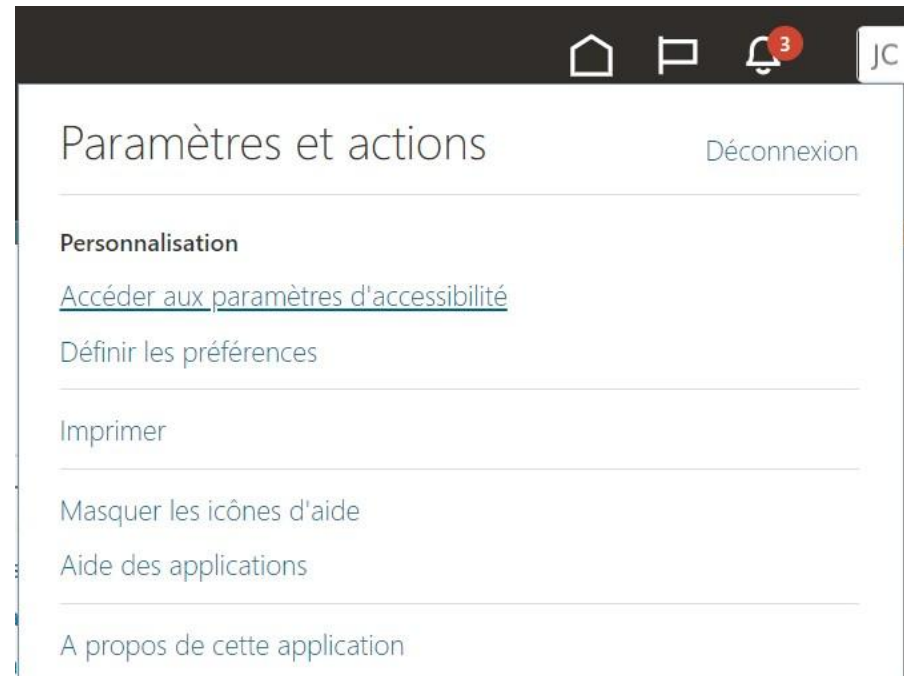 3
JC
Paramètres et actions
Déconnexion
Personnalisation
Accéder aux paramètres d'accessibilité
Définir les préférences
Imprimer
Masquer les icônes d'aide
Aide des applications
A propos de cette application